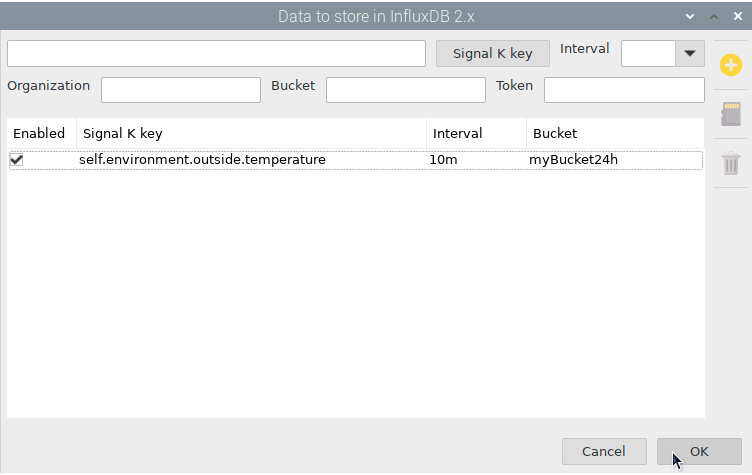 Data to store in InfluxDB 2.x
Signal K key Interval
Organization Bucket Token
Enabled Signal K key Interval Bucket
self.environment.outside.temperature 10m myBucket24h
Cancel OK